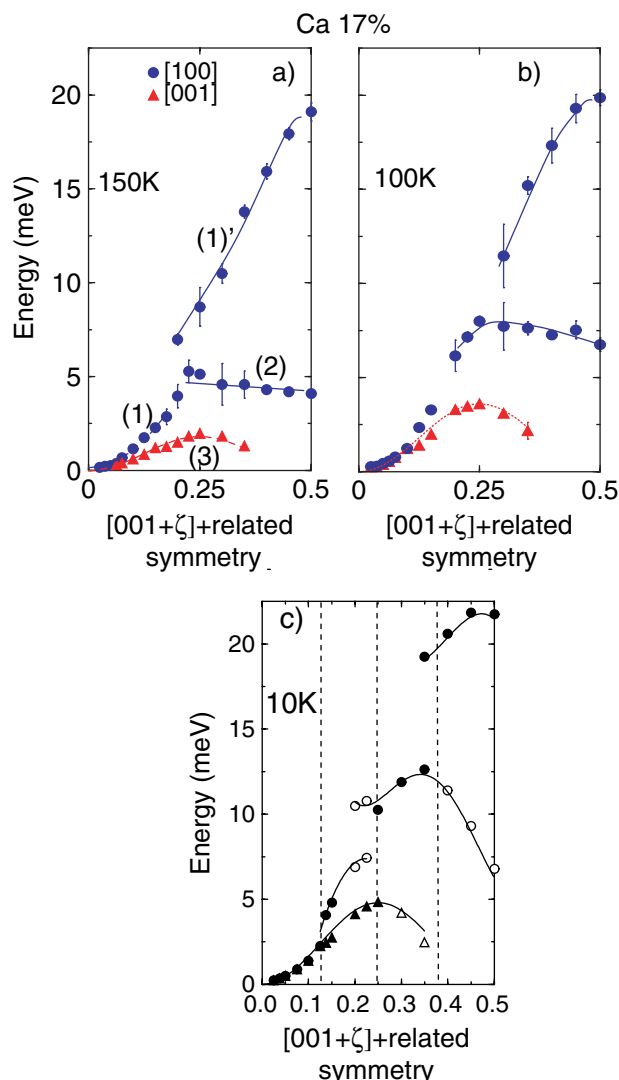 Ca 17%
a)
[100]
[001]
150K
(1)'
(1)
(2)
(3)
20
15
10
5
0
Energy (meV)
0
0.25
0.5
[001+ζ]+related
symmetry
b)
100K
0
0.25
0.5
[001+ζ]+related
symmetry
c)
10K
20
15
10
5
0
Energy (meV)
0.0
0.1
0.2
0.3
0.4
0.5
[001+ζ]+related
symmetry